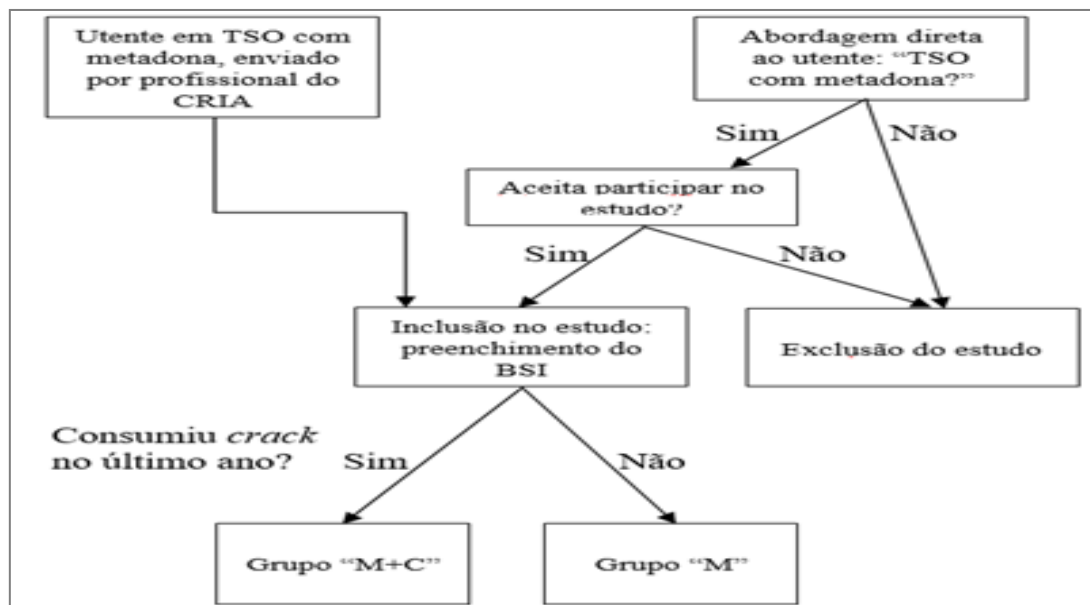 Utente em TSO com
metadona, enviado
por profissional do
CRIA
Abordagem direta
ao utente: “TSO
com metadona?”
Sim
Não
Aceita participar no
estudo?
Sim
Não
Inclusão no estudo:
preenchimento do
BSI
Exclusão do estudo
Consumiu crack
no último ano?
Sim
Não
Grupo “M+C”
Grupo “M”